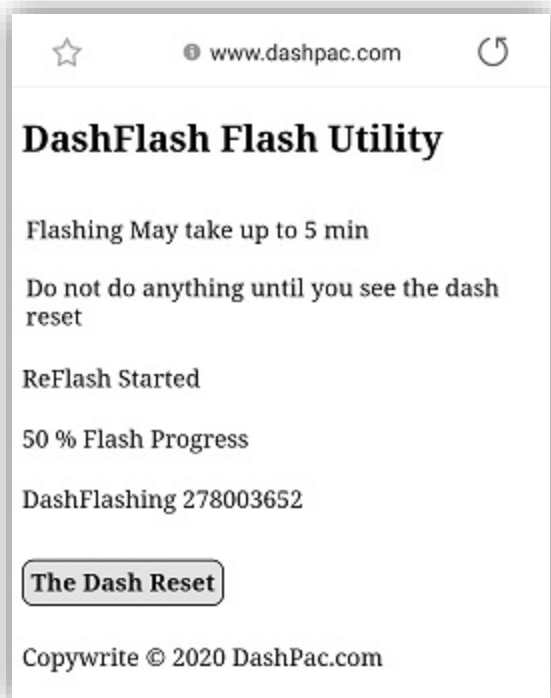 www.dashpac.com
DashFlash Flash Utility
Flashing May take up to 5 min
Do not do anything until you see the dash
reset
ReFlash Started
50 % Flash Progress
DashFlashing 278003652
The Dash Reset
Copywrite © 2020 DashPac.com